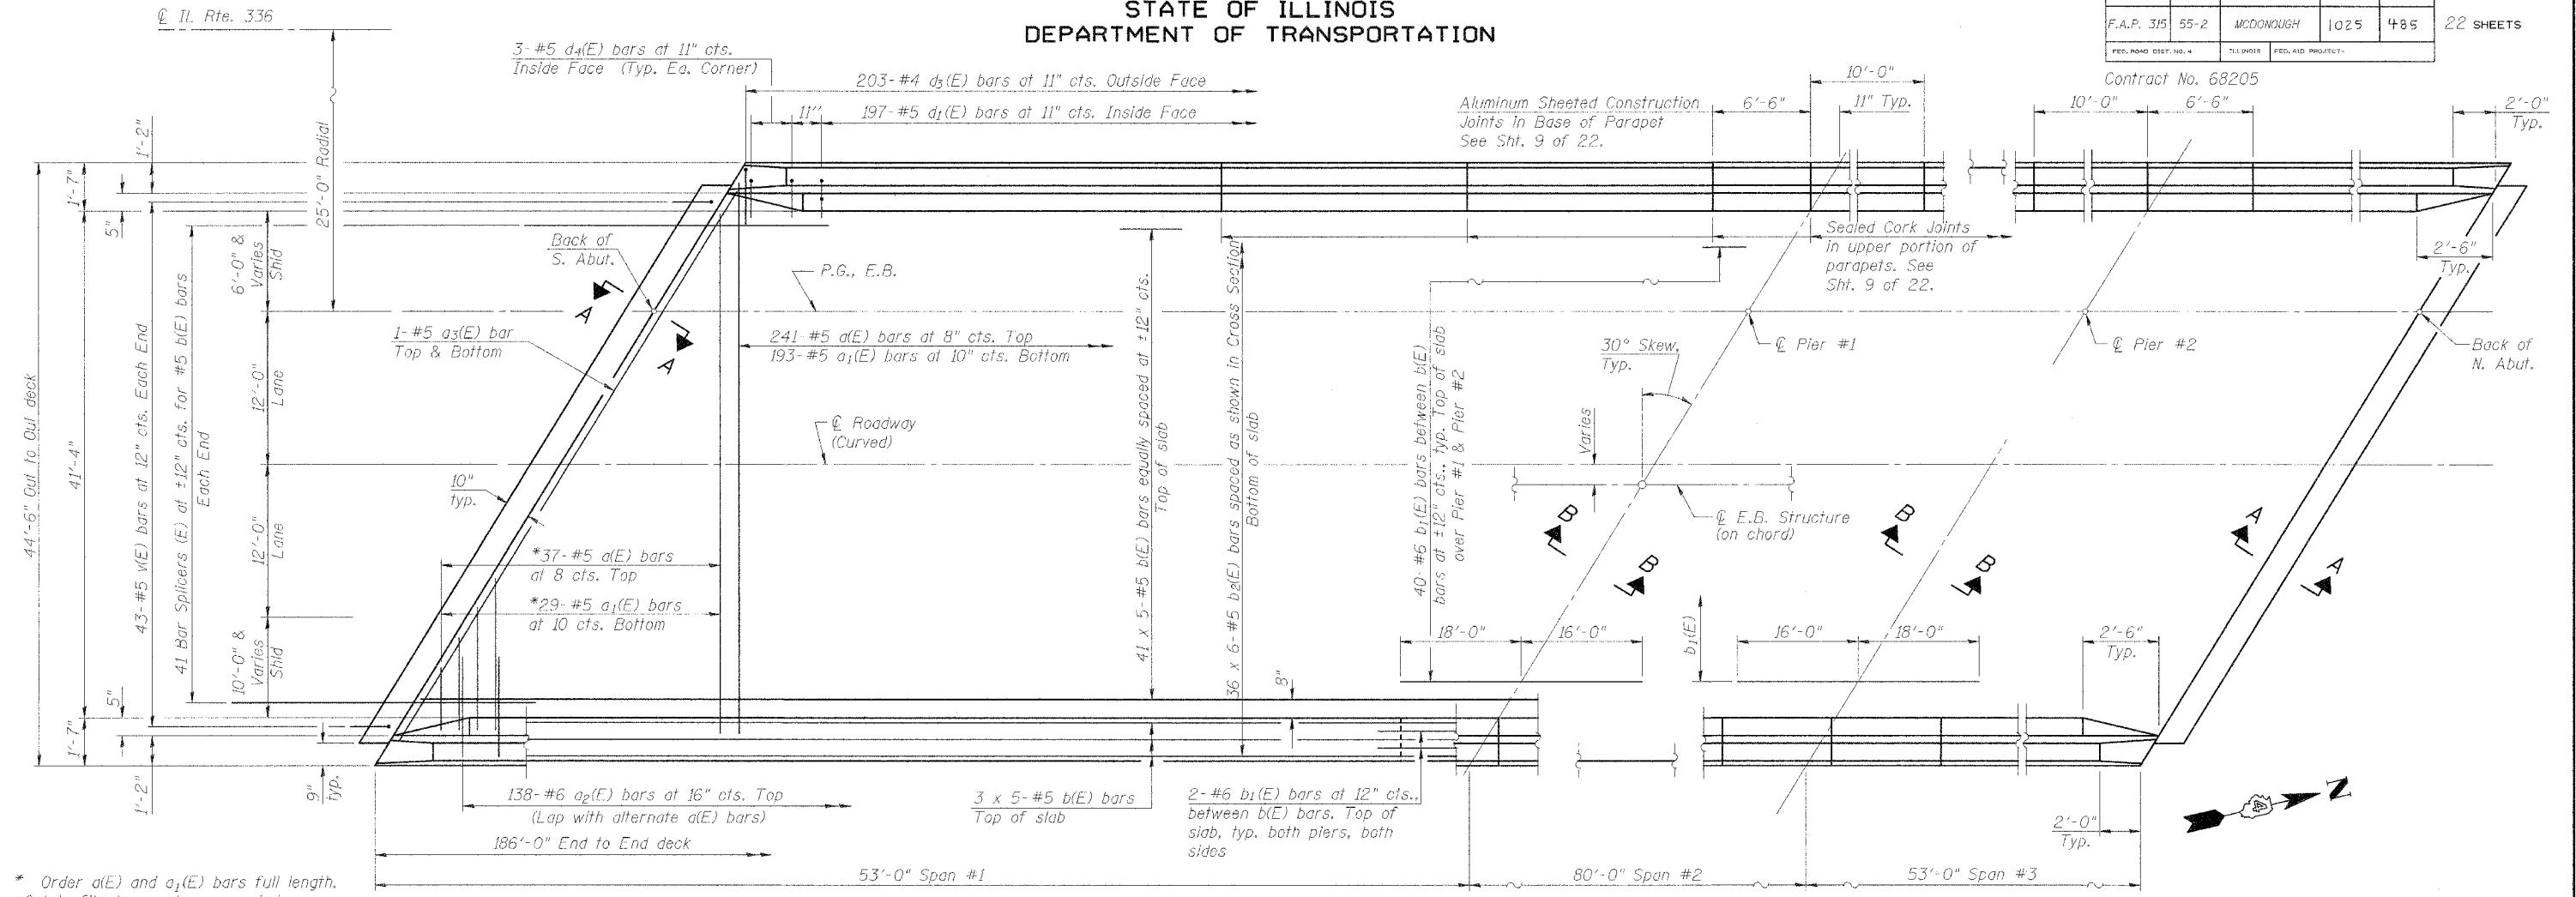 STATE OF ILLINOIS
DEPARTMENT OF TRANSPORTATION
F.A.P. 315 55-2 MCDONOUGH 1025 485 22 SHEETS
FED. ROAD DIST. NO. 4 ILLINOIS FED. AID PROJECT-
Contract No. 68205
℄ IL. Rte. 336
3-#5 d4(E) bars at 11" cts.
Inside Face (Typ. Ea. Corner)
203-#4 d3(E) bars at 11" cts. Outside Face
11"
197-#5 d1(E) bars at 11" cts. Inside Face
Aluminum Sheeted Construction
Joints in Base of Parapet
See Sht. 9 of 22.
6'-6"
10'-0"
11" Typ.
10'-0"
6'-6"
2'-0"
Typ.
1'-2"
1'-7"
5"
25'-0" Radial
44'-6" Out to Out deck
41'-4"
43-#5 v(E) bars at 12" cts. Each End
41 Bar Splicers (E) at ±12" cts. for #5 b(E) bars
Each End
6'-0" &
Varies
Shld
12'-0"
Lane
12'-0"
Lane
10'-0" &
Varies
Shld
5"
1'-7"
1'-2"
9"
typ.
Back of
S. Abut.
A
A
P.G., E.B.
1-#5 a3(E) bar
Top & Bottom
241-#5 a(E) bars at 8" cts. Top
193-#5 a1(E) bars at 10" cts. Bottom
℄ Roadway
(Curved)
10"
typ.
*37-#5 a(E) bars
at 8 cts. Top
*29-#5 a1(E) bars
at 10 cts. Bottom
41 x 5-#5 b(E) bars equally spaced at ±12" cts.
Top of slab
36 x 6-#5 b2(E) bars spaced as shown in Cross Section
Bottom of slab
8"
40-#6 b1(E) bars between b(E)
bars at ±12" cts., typ. Top of slab
over Pier #1 & Pier #2
Sealed Cork Joints
in upper portion of
parapets. See
Sht. 9 of 22.
2'-6"
Typ.
30° Skew,
Typ.
℄ Pier #1
℄ Pier #2
Back of
N. Abut.
Varies
℄ E.B. Structure
(on chord)
B
B
B
B
A
A
18'-0"
16'-0"
b1(E)
16'-0"
18'-0"
2'-6"
Typ.
138-#6 a2(E) bars at 16" cts. Top
(Lap with alternate a(E) bars)
3 x 5-#5 b(E) bars
Top of slab
2-#6 b1(E) bars at 12" cts.,
between b(E) bars. Top of
slab, typ. both piers, both
sides
2'-0"
Typ.
N
186'-0" End to End deck
53'-0" Span #1
80'-0" Span #2
53'-0" Span #3
* Order a(E) and a1(E) bars full length.